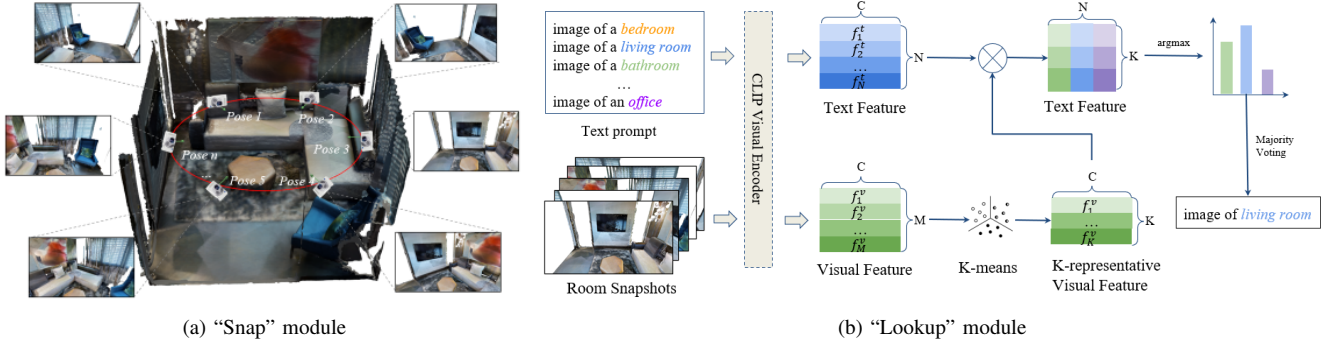 Pose 1
Pose 2
Pose 3
Pose 4
Pose 5
...
Pose n
(a) “Snap” module
image of a bedroom
image of a living room
image of a bathroom
...
image of an office
Text prompt
Room Snapshots
CLIP Visual Encoder
C
f_1^t
f_2^t
...
f_N^t
N
Text Feature
C
f_1^v
f_2^v
...
f_M^v
M
Visual Feature
K-means
C
f_1^v
...
f_K^v
K
K-representative
Visual Feature
N
K
Text Feature
argmax
Majority
Voting
image of living room
(b) “Lookup” module